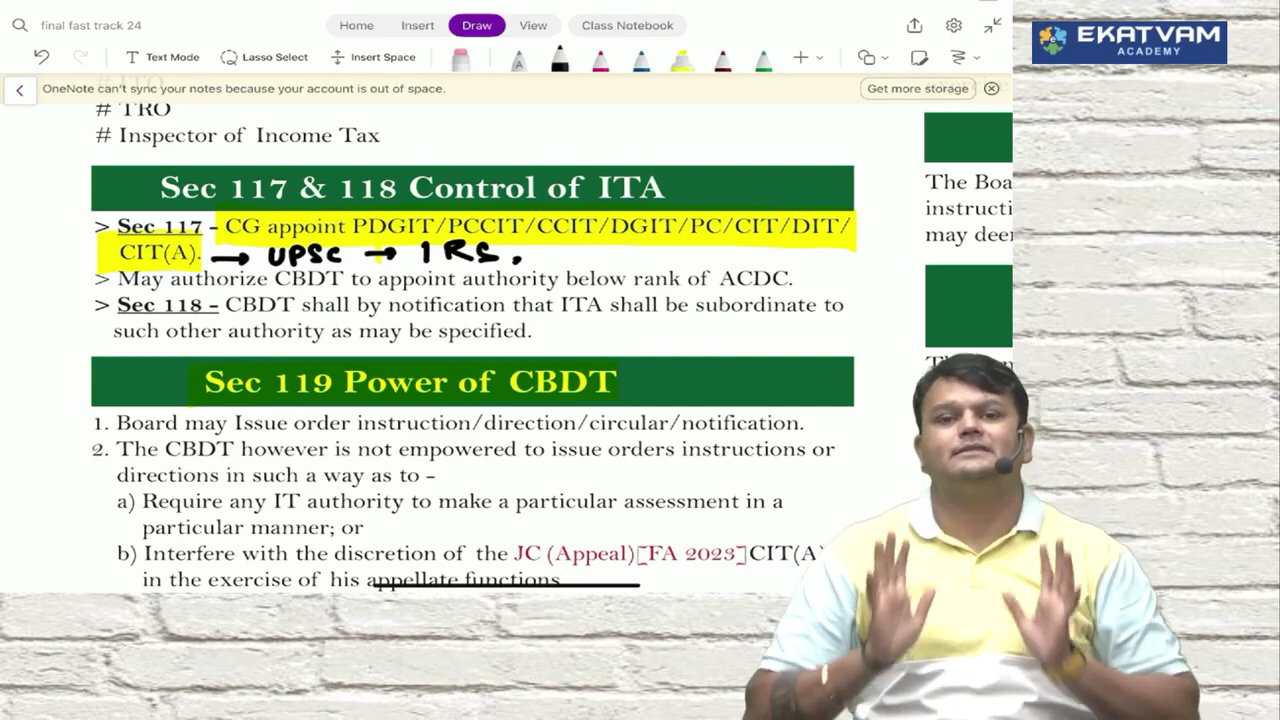 final fast track 24
Home Insert Draw View Class Notebook
Text Mode Lasso Select Insert Space A
OneNote can't sync your notes because your account is out of space. Get more storage
# TRO
# Inspector of Income Tax
Sec 117 & 118 Control of ITA
> Sec 117 - CG appoint PDGIT/PCCIT/CCIT/DGIT/PC/CIT/DIT/
CIT(A). → UPSC → IRS.
> May authorize CBDT to appoint authority below rank of ACDC.
> Sec 118 - CBDT shall by notification that ITA shall be subordinate to
such other authority as may be specified.
Sec 119 Power of CBDT
1. Board may Issue order instruction/direction/circular/notification.
2. The CBDT however is not empowered to issue orders instructions or
directions in such a way as to -
a) Require any IT authority to make a particular assessment in a
particular manner; or
b) Interfere with the discretion of the JC (Appeal)[FA 2023]CIT(A)
in the exercise of his appellate functions
The Boa
instructi
may deer
EKATVAM
ACADEMY